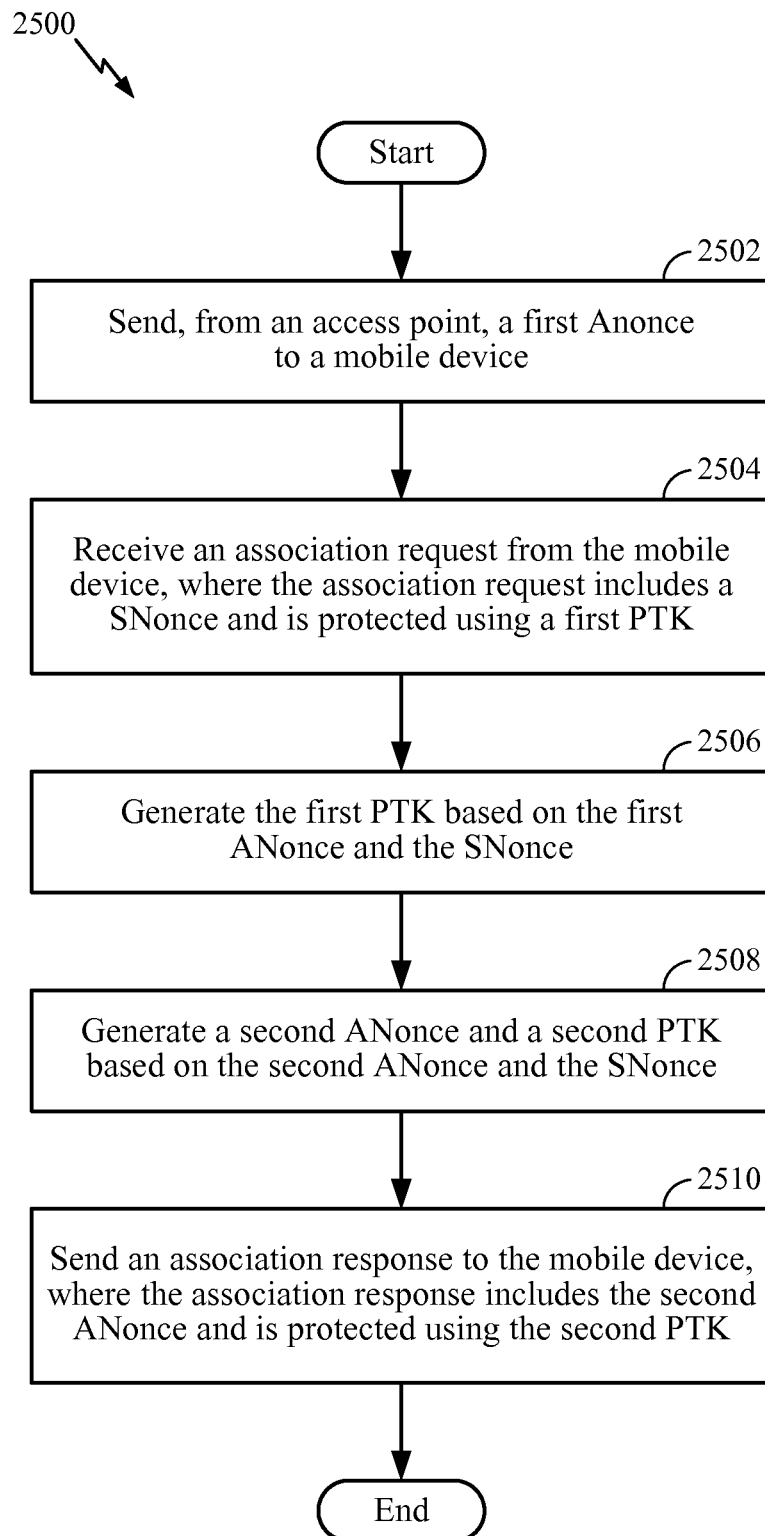 2500
Start
2502
Send, from an access point, a first Anonce
to a mobile device
2504
Receive an association request from the mobile
device, where the association request includes a
SNonce and is protected using a first PTK
2506
Generate the first PTK based on the first
ANonce and the SNonce
2508
Generate a second ANonce and a second PTK
based on the second ANonce and the SNonce
2510
Send an association response to the mobile device,
where the association response includes the second
ANonce and is protected using the second PTK
End